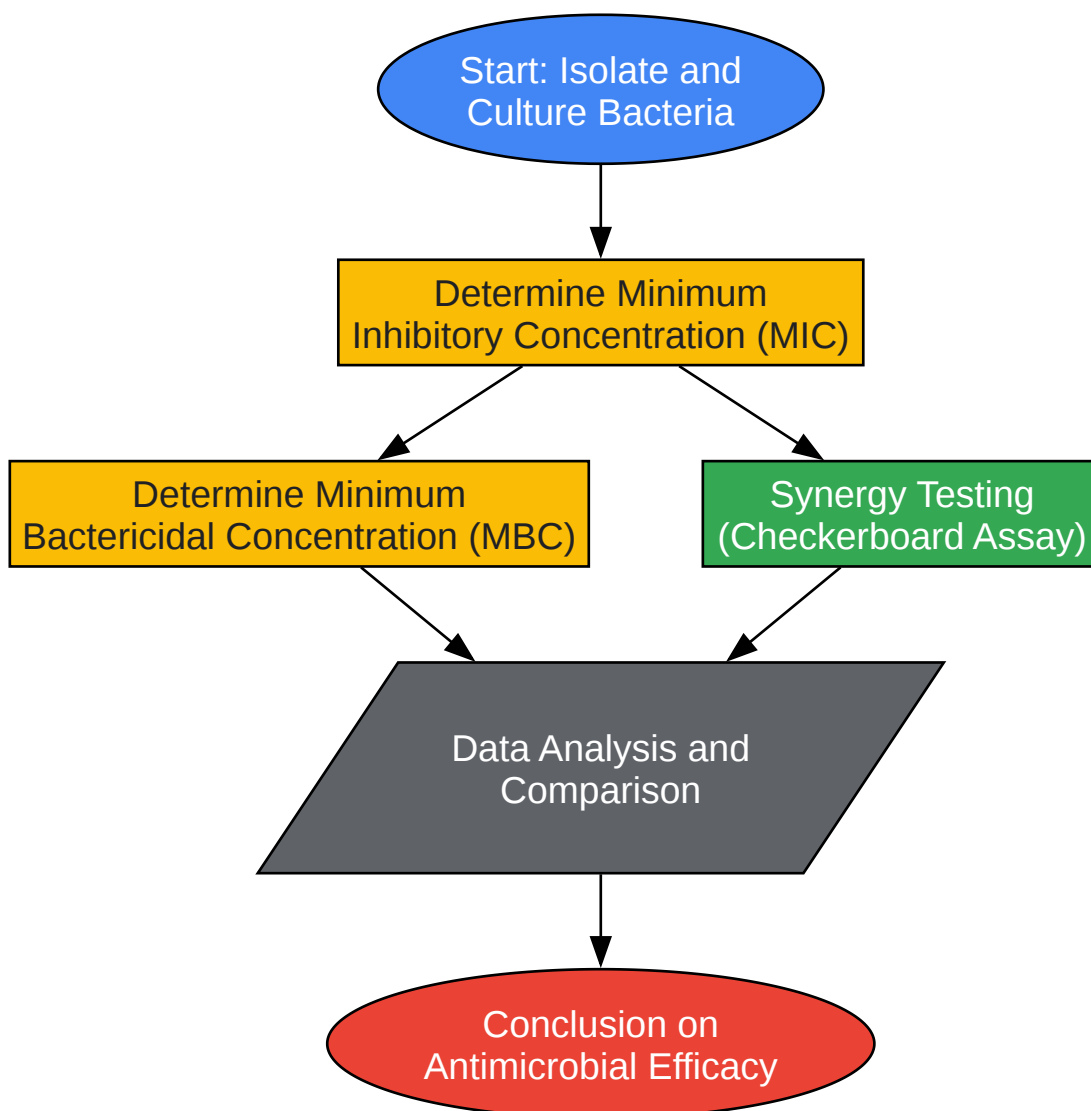 Start: Isolate and
Culture Bacteria
Determine Minimum
Inhibitory Concentration (MIC)
Determine Minimum
Bactericidal Concentration (MBC)
Synergy Testing
(Checkerboard Assay)
Data Analysis and
Comparison
Conclusion on
Antimicrobial Efficacy